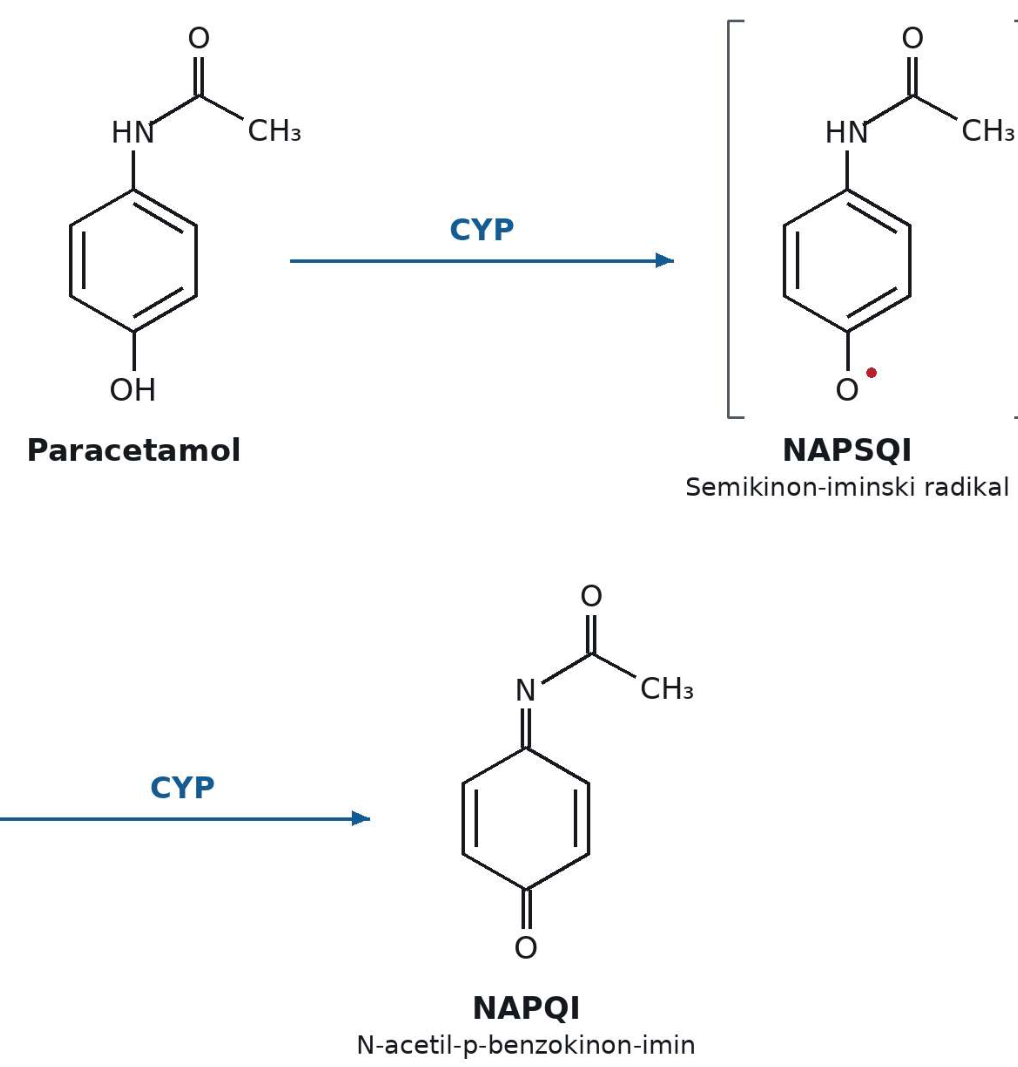 O
HN
CH₃
OH
Paracetamol
CYP
O
HN
CH₃
O
NAPSQI
Semikinon-iminski radikal
CYP
O
N
CH₃
O
NAPQI
N-acetil-p-benzokinon-imin